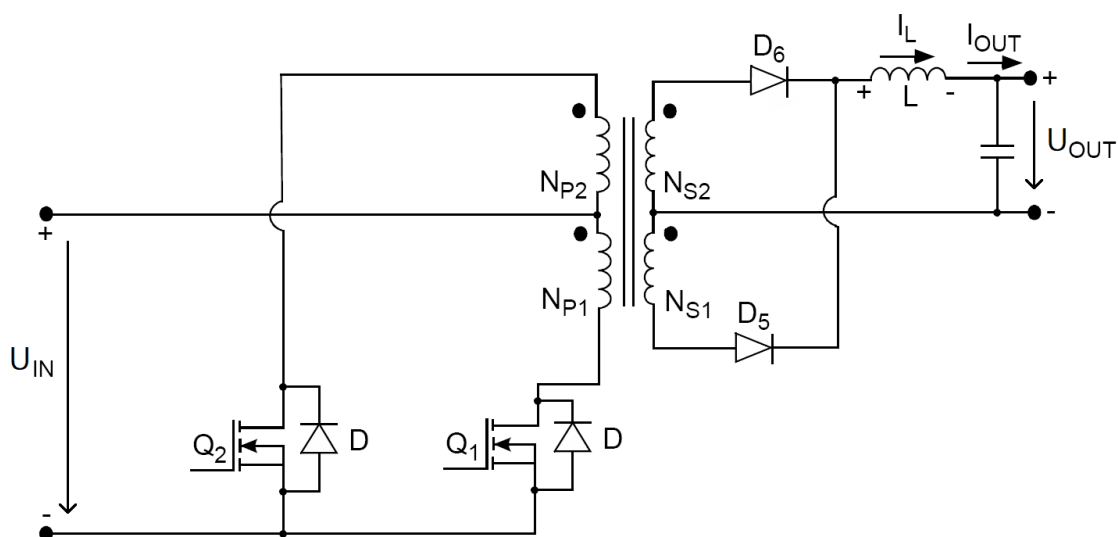 D6
IL
IOUT
+
L
-
+
UOUT
NP2
NS2
+
-
NP1
NS1
D5
UIN
Q2
D
Q1
D
-